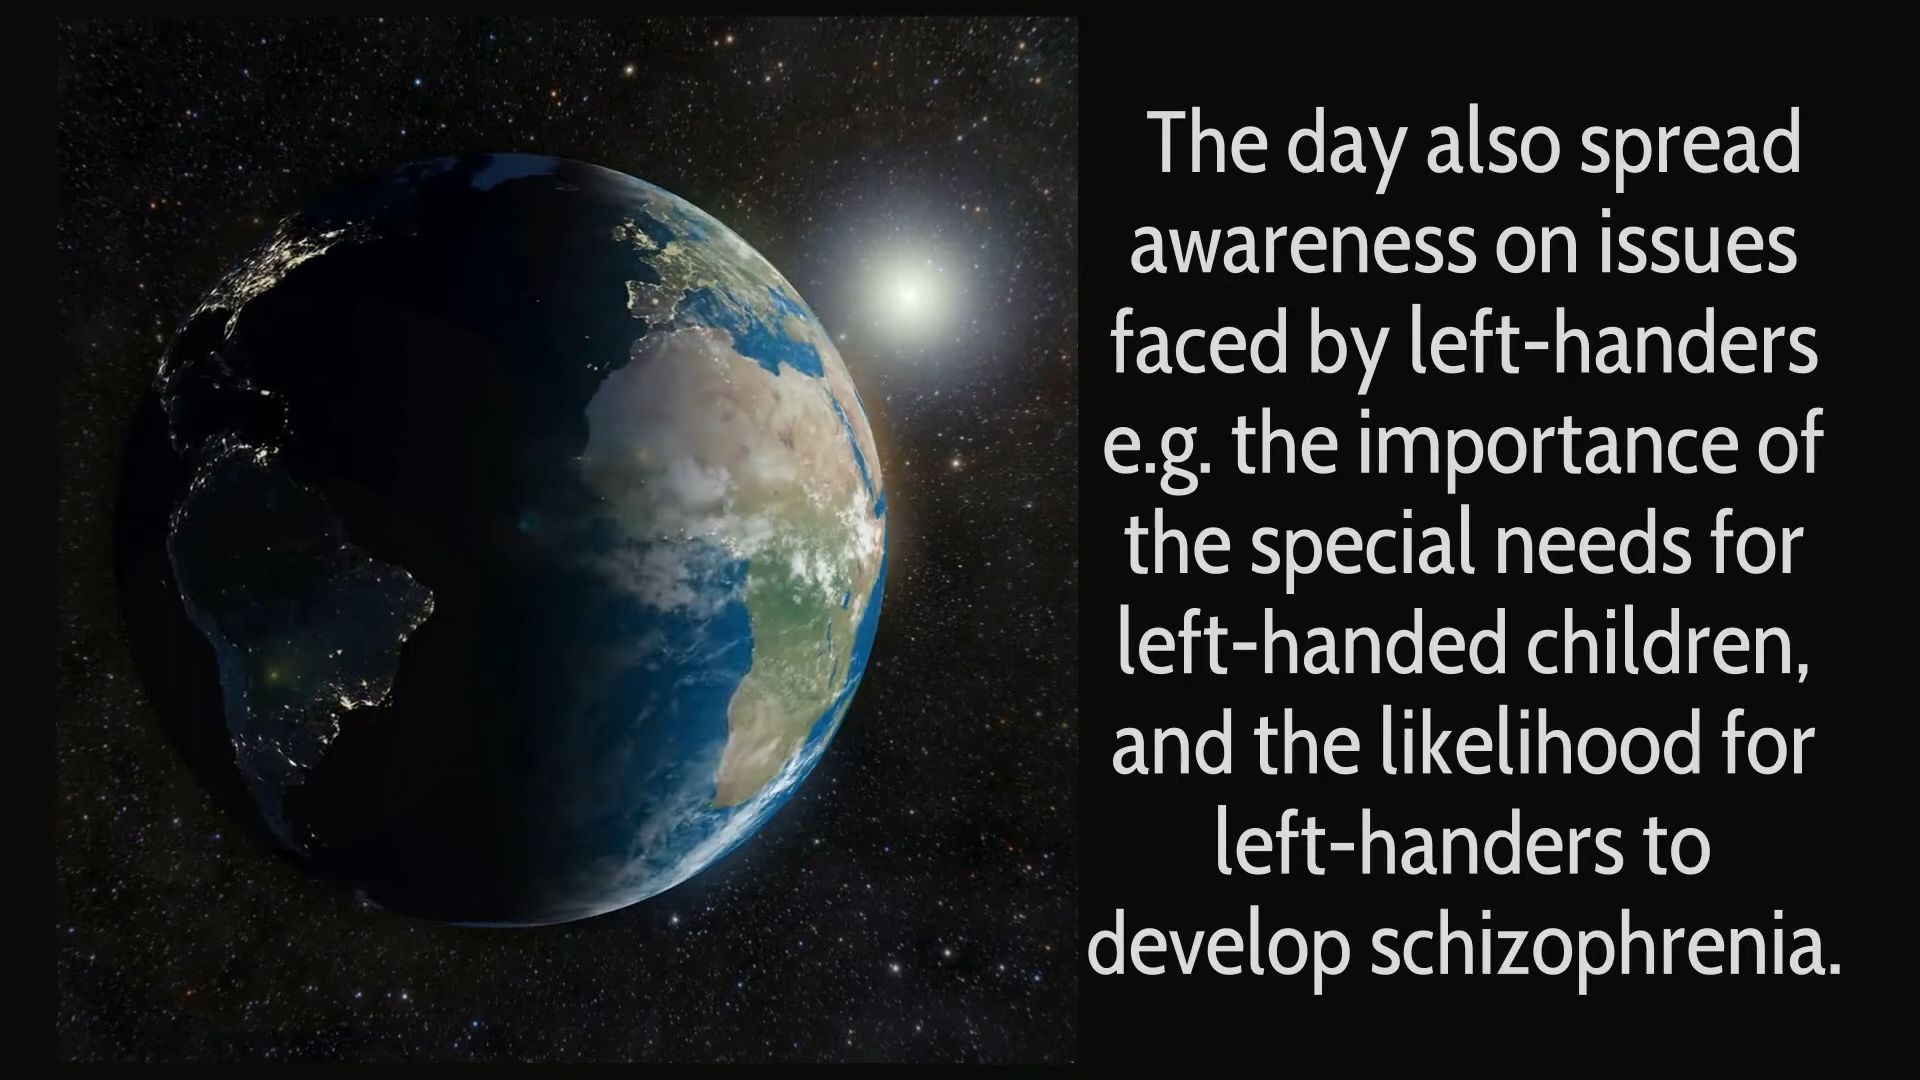 The day also spread
awareness on issues
faced by left-handers
e.g. the importance of
the special needs for
left-handed children,
and the likelihood for
left-handers to
develop schizophrenia.